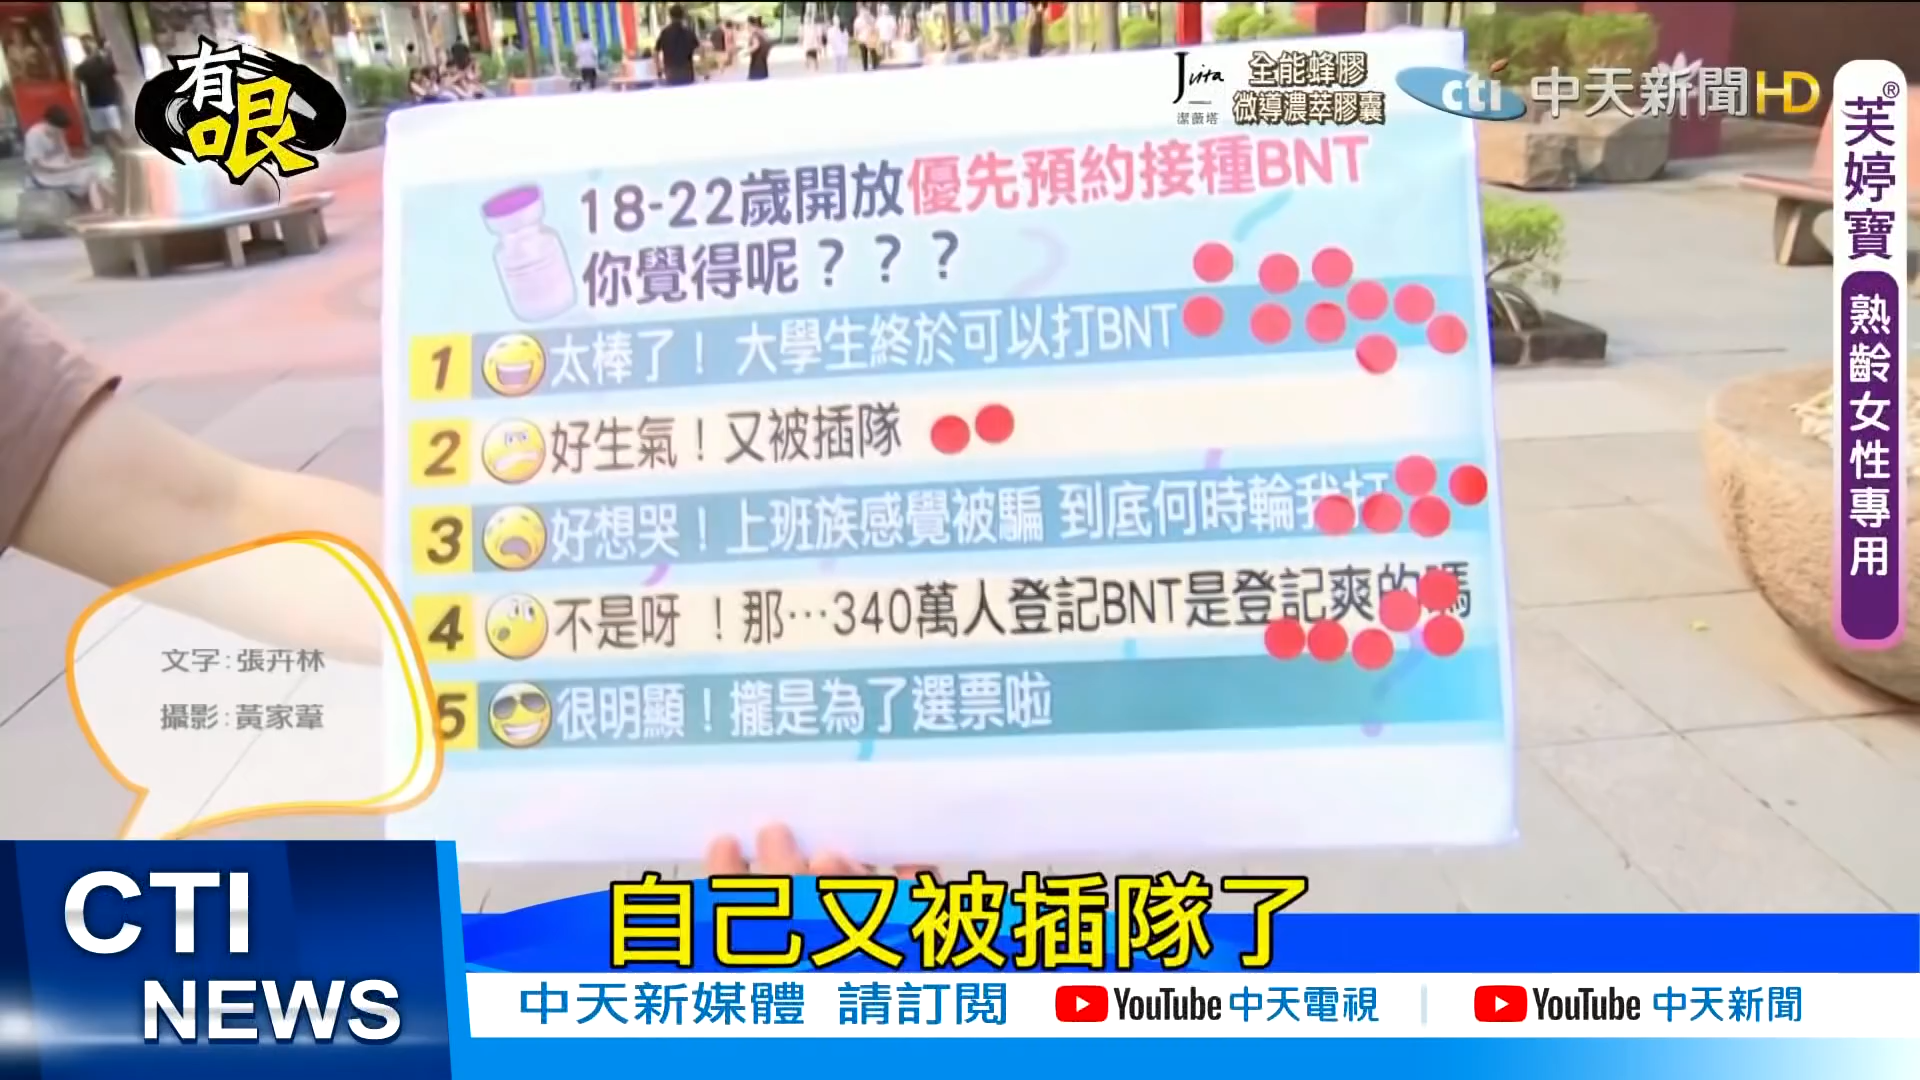 有哏
Jvita
潔薇塔
全能蜂膠
微導濃萃膠囊
cti 中天新聞HD
芙婷寶®
熟齡女性專用
18-22歲開放優先預約接種BNT
你覺得呢？？？
1 太棒了！大學生終於可以打BNT
2 好生氣！又被插隊
3 好想哭！上班族感覺被騙 到底何時輪我打
4 不是呀！那…340萬人登記BNT是登記爽的嗎
5 很明顯！攏是為了選票啦
文字:張卉林
攝影:黃家葦
自己又被插隊了
CTI
NEWS
中天新媒體 請訂閱 YouTube 中天電視 | YouTube 中天新聞